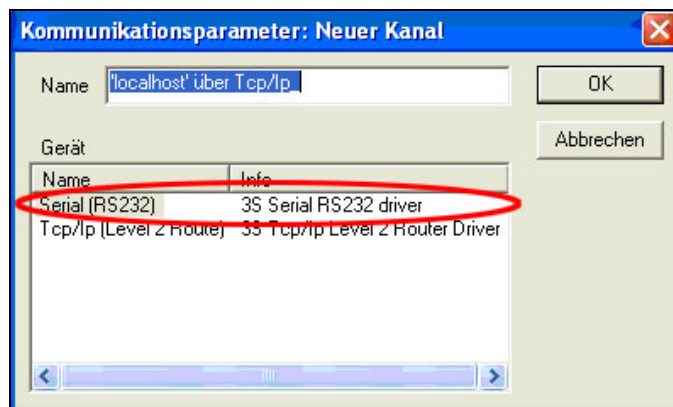 Kommunikationsparameter: Neuer Kanal
Name 'localhost' über Tcp/Ip_
OK
Abbrechen
Gerät
Name Info
Serial (RS232) 3S Serial RS232 driver
Tcp/Ip (Level 2 Route) 3S Tcp/Ip Level 2 Router Driver